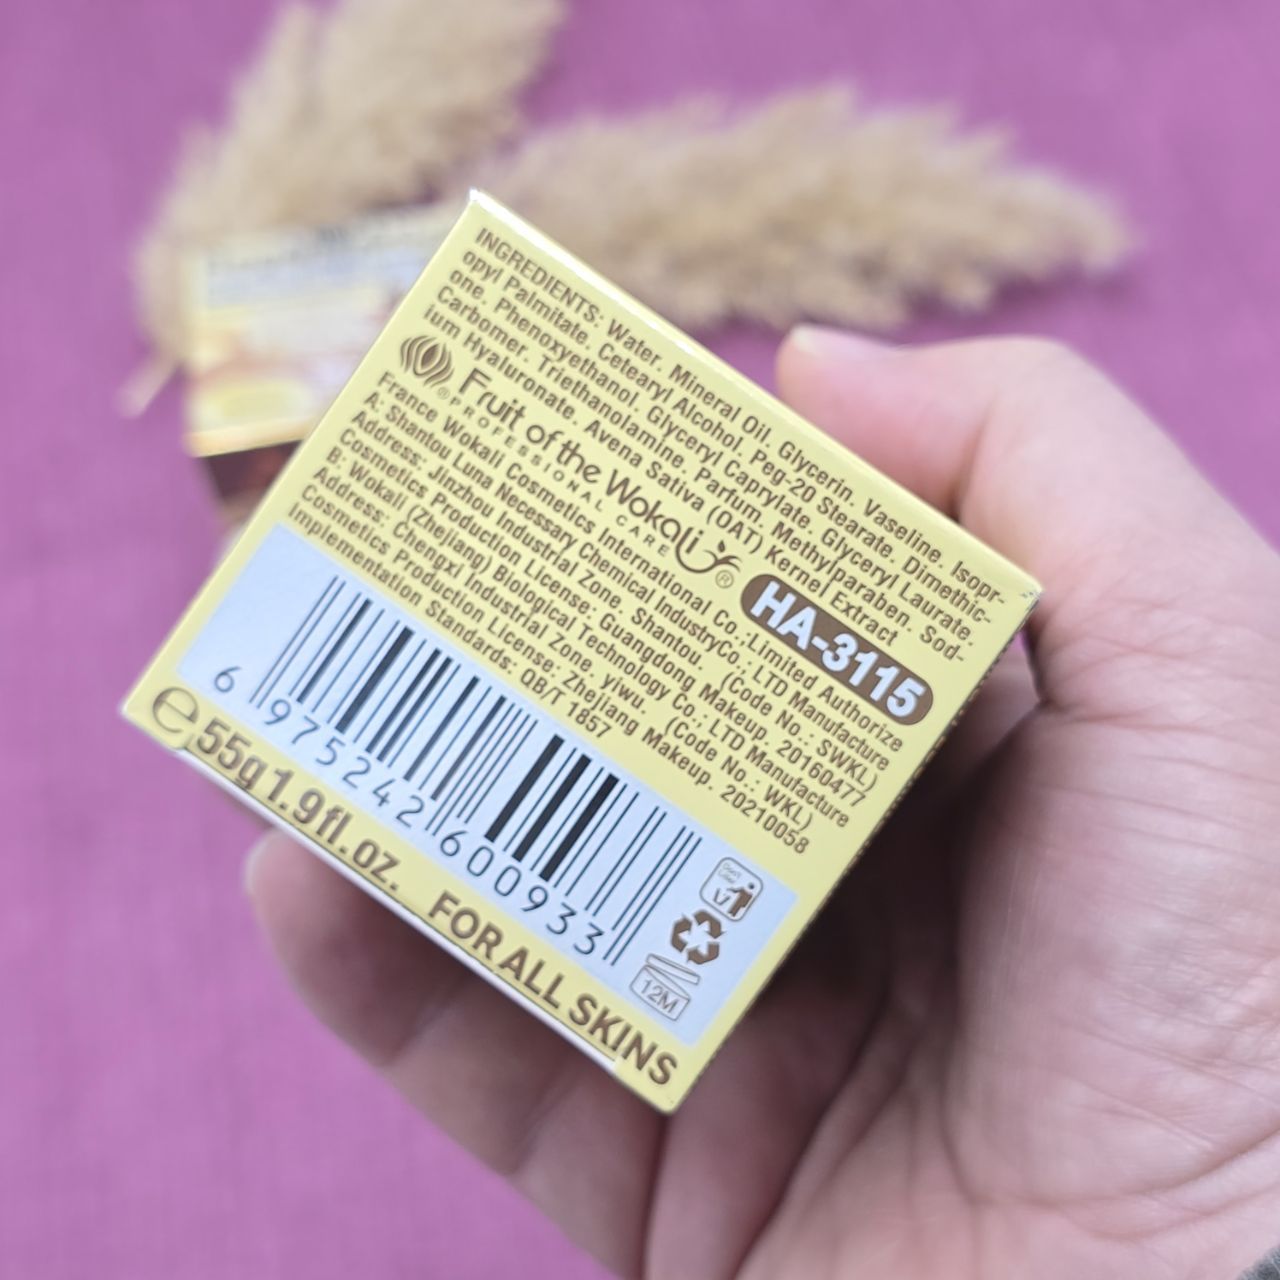 INGREDIENTS: Water. Mineral Oil. Glycerin. Vaseline. Isopr-
opyl Palmitate. Cetearyl Alcohol. Peg-20 Stearate. Dimethic-
one. Phenoxyethanol. Glyceryl Caprylate. Glyceryl Laurate.
Carbomer. Triethanolamine. Parfum. Methylparaben. Sod-
ium Hyaluronate. Avena Sativa (OAT) Kernel Extract
Fruit of the Wokali ®
® PROFESSIONAL CARE
HA-3115
France Wokali Cosmetics International Co.;Limited Authorize
A: Shantou Luna Necessary Chemical IndustryCo.; LTD Manufacture
Address: Jinzhou Industrial Zone, Shantou. (Code No.: SWKL)
Cosmetics Production License: Guangdong Makeup. 20160477
B: Wokali (Zhejiang) Biological Technology Co.; LTD Manufacture
Address: Chengxi Industrial Zone, yiwu. (Code No.: WKL)
Cosmetics Production License: Zhejiang Makeup. 20210058
Implementation Standards: QB/T 1857
6 975242 600933
Don't Litter
12M
e 55g 1.9fl.oz. FOR ALL SKINS